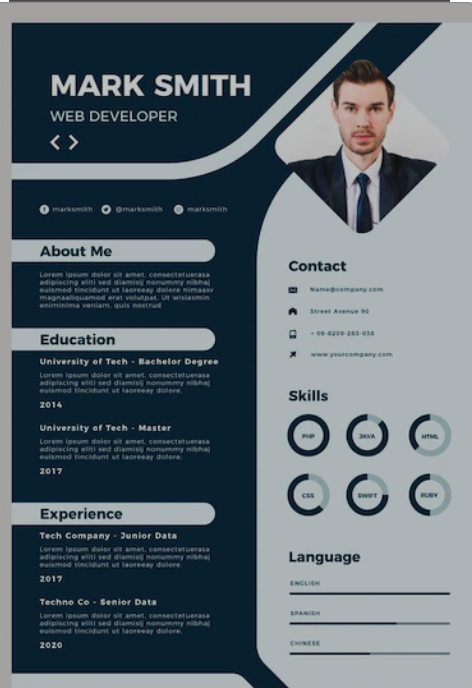 MARK SMITH
WEB DEVELOPER
< >
marksmith @marksmith marksmith
About Me
Lorem ipsum dolor sit amet, consectetuerasa
adipiscing eliti sed diamisij nonummy nibhaj
euismod tincidunt ut laoreeay dolore nimaasv
magnaaliquamod erat volutpat. Ut wisiasmin
eniminima veniam, quis nostrud
Education
University of Tech - Bachelor Degree
Lorem ipsum dolor sit amet, consectetuerasa
adipiscing eliti sed diamisij nonummy nibhaj
euismod tincidunt ut laoreeay dolore.
2014
University of Tech - Master
Lorem ipsum dolor sit amet, consectetuerasa
adipiscing eliti sed diamisij nonummy nibhaj
euismod tincidunt ut laoreeay dolore.
2017
Experience
Tech Company - Junior Data
Lorem ipsum dolor sit amet, consectetuerasa
adipiscing eliti sed diamisij nonummy nibhaj
euismod tincidunt ut laoreeay dolore.
2017
Techno Co - Senior Data
Lorem ipsum dolor sit amet, consectetuerasa
adipiscing eliti sed diamisij nonummy nibhaj
euismod tincidunt ut laoreeay dolore.
2020
Contact
Name@company.com
Street Avenue 90
+ 09-8209-283-038
www.yourcompany.com
Skills
PHP JAVA HTML
CSS SWIFT RUBY
Language
ENGLISH
SPANISH
CHINESE